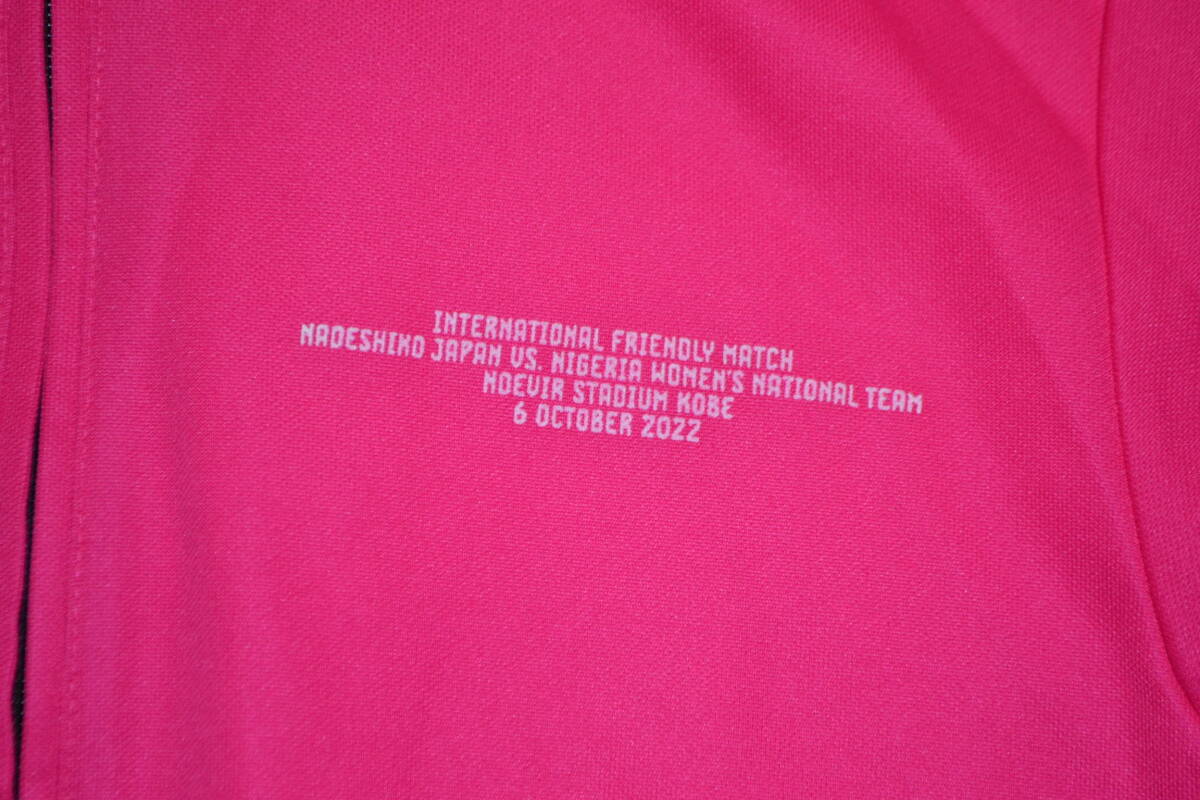 INTERNATIONAL FRIENDLY MATCH
NADESHIKO JAPAN VS. NIGERIA WOMEN'S NATIONAL TEAM
NOEVIR STADIUM KOBE
6 OCTOBER 2022